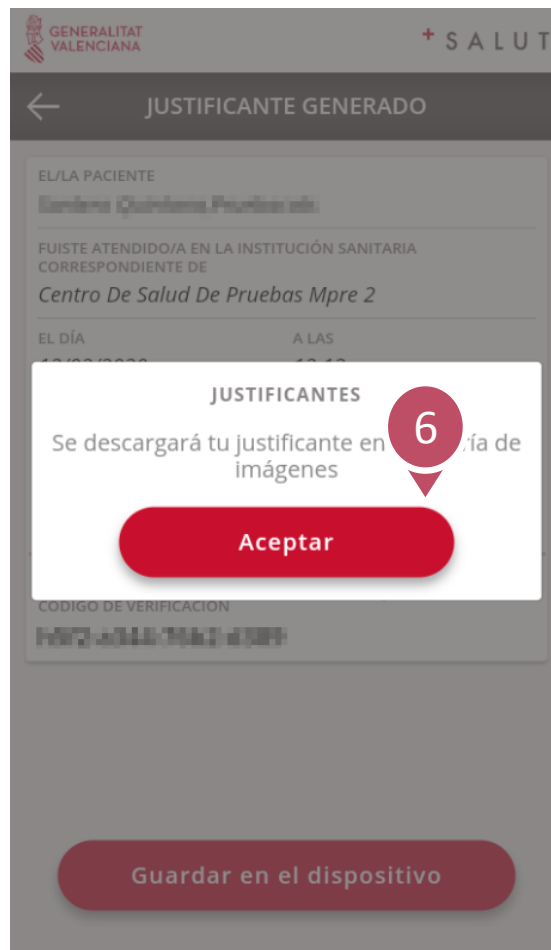 GENERALITAT
VALENCIANA
+ SALUT
JUSTIFICANTE GENERADO
EL/LA PACIENTE
FUISTE ATENDIDO/A EN LA INSTITUCIÓN SANITARIA
CORRESPONDIENTE DE
Centro De Salud De Pruebas Mpre 2
EL DÍA A LAS
JUSTIFICANTES
6
Se descargará tu justificante en ía de
imágenes
Aceptar
CÓDIGO DE VERIFICACIÓN
Guardar en el dispositivo